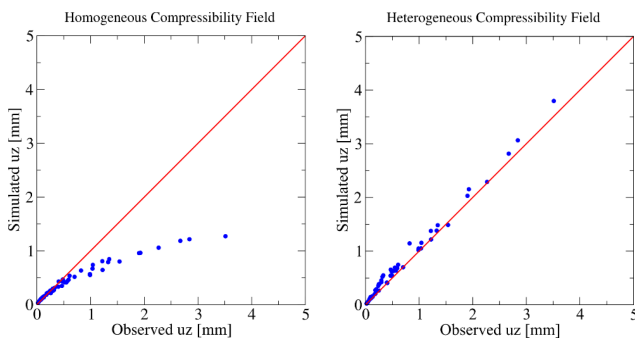 Homogeneous Compressibility Field
5
4
3
2
1
0
Simulated uz [mm]
0 1 2 3 4 5
Observed uz [mm]
Heterogeneous Compressibility Field
5
4
3
2
1
0
Simulated uz [mm]
0 1 2 3 4 5
Observed uz [mm]